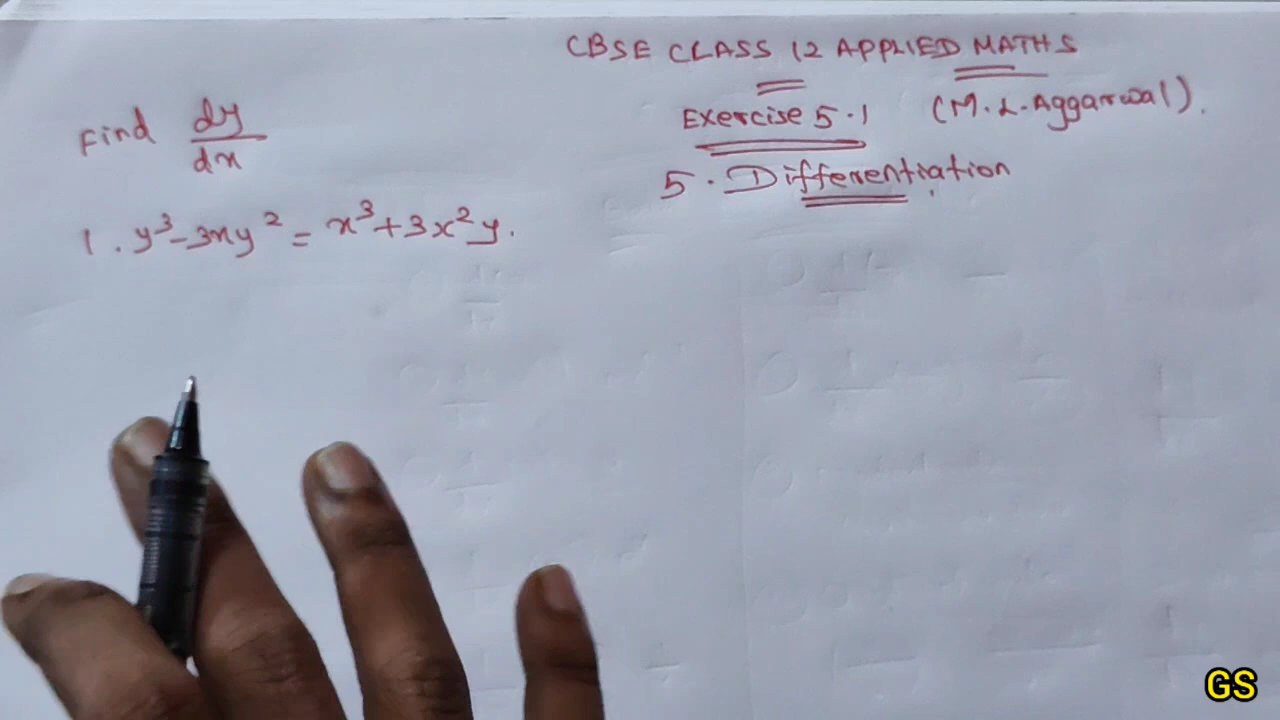 CBSE CLASS 12 APPLIED MATHS
Exercise 5.1 (M.L.Aggarwal).
5. Differentiation
Find dy/dx
1. y³-3xy² = x³+3x²y.
GS